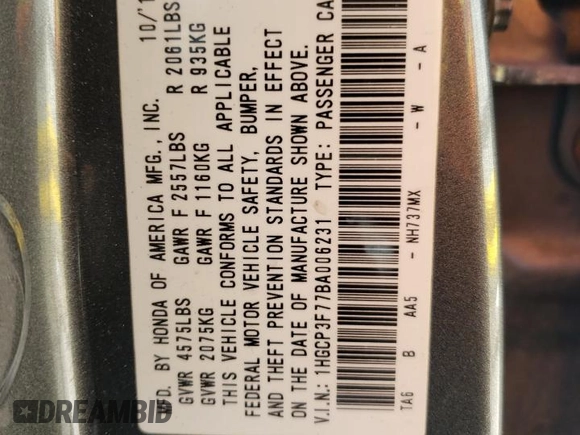 MFD. BY HONDA OF AMERICA MFG., INC. 10/1
GVWR 4575LBS GAWR F 2557LBS R 2061LBS
GVWR 2075KG GAWR F 1160KG R 935KG
THIS VEHICLE CONFORMS TO ALL APPLICABLE
FEDERAL MOTOR VEHICLE SAFETY, BUMPER,
AND THEFT PREVENTION STANDARDS IN EFFECT
ON THE DATE OF MANUFACTURE SHOWN ABOVE.
V.I.N.: 1HGCP3F77BA006231 TYPE: PASSENGER CA
TA6 B AA5 - NH737MX - W - A
DREAMBID